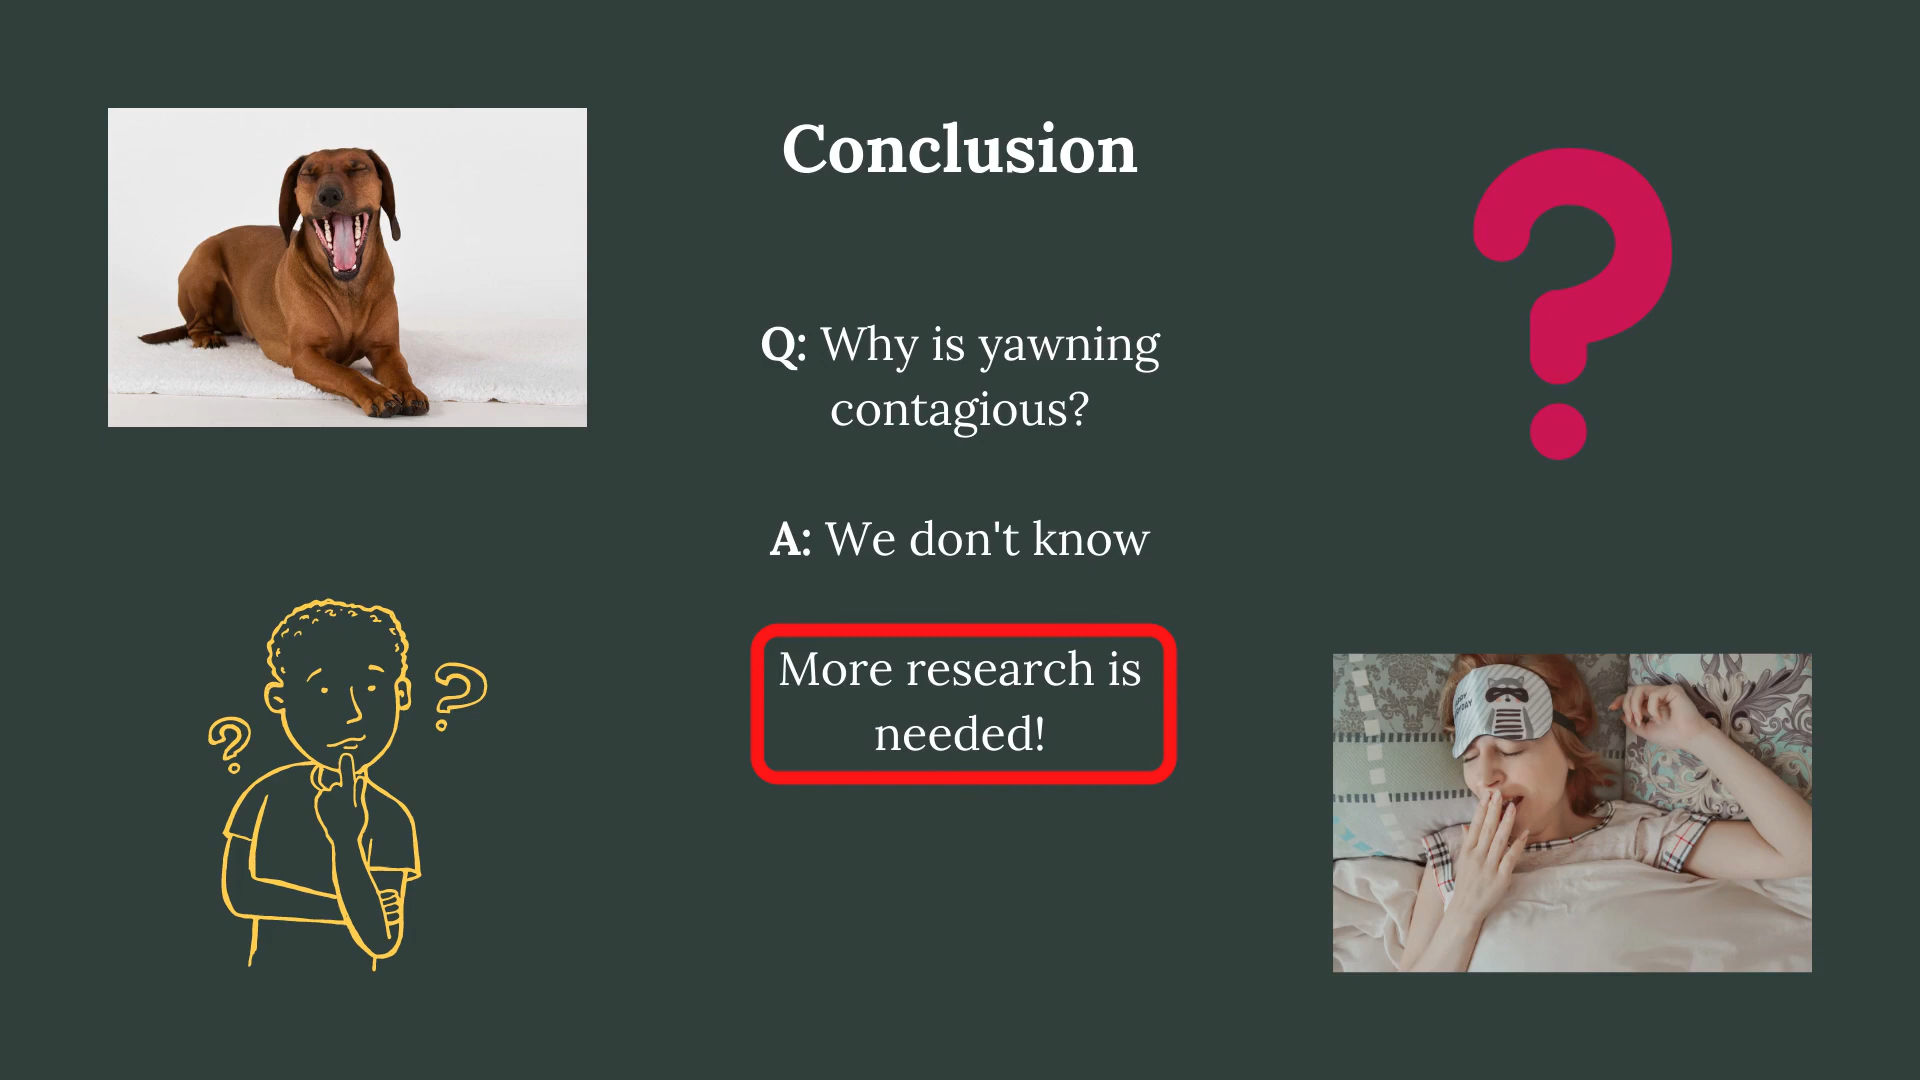 Conclusion
Q: Why is yawning
contagious?
A: We don't know
More research is
needed!
?
?
?